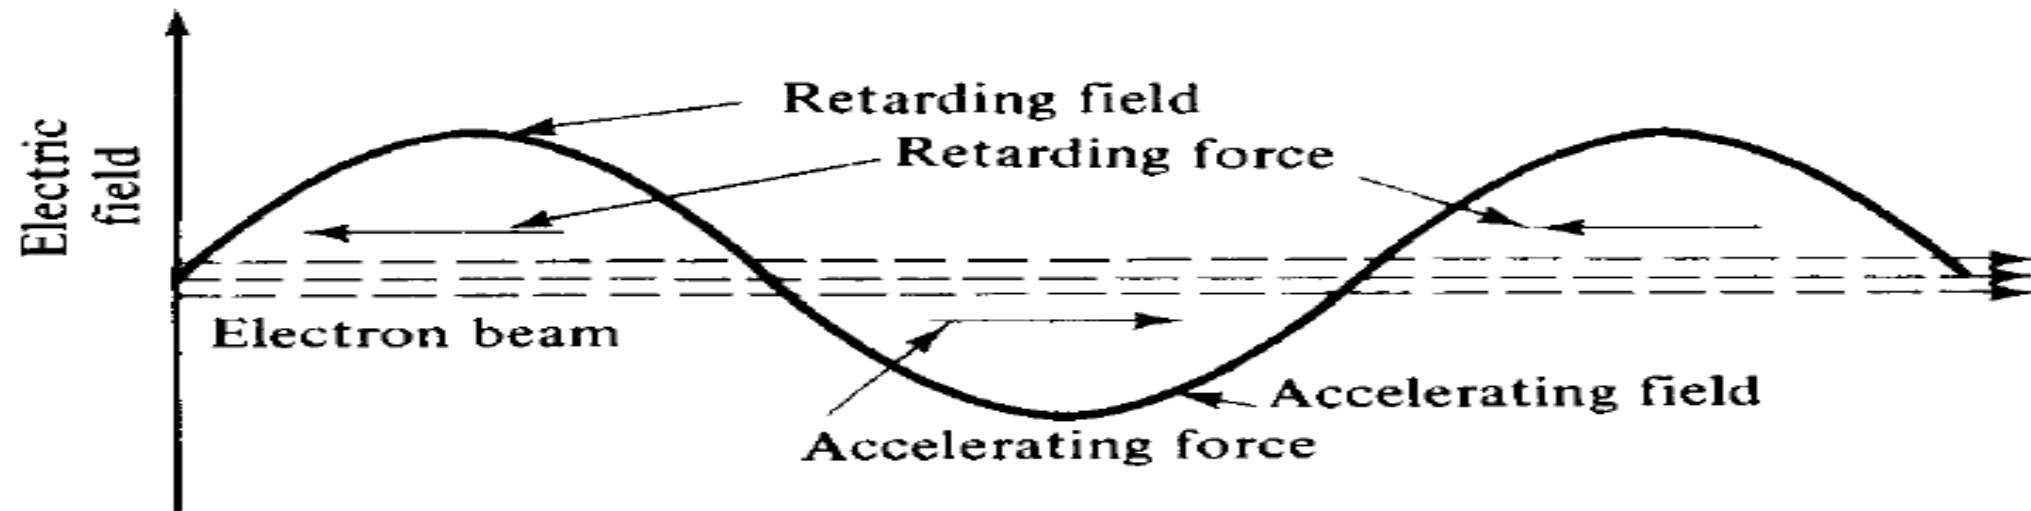 Electric
field
Retarding field
Retarding force
Electron beam
Accelerating field
Accelerating force